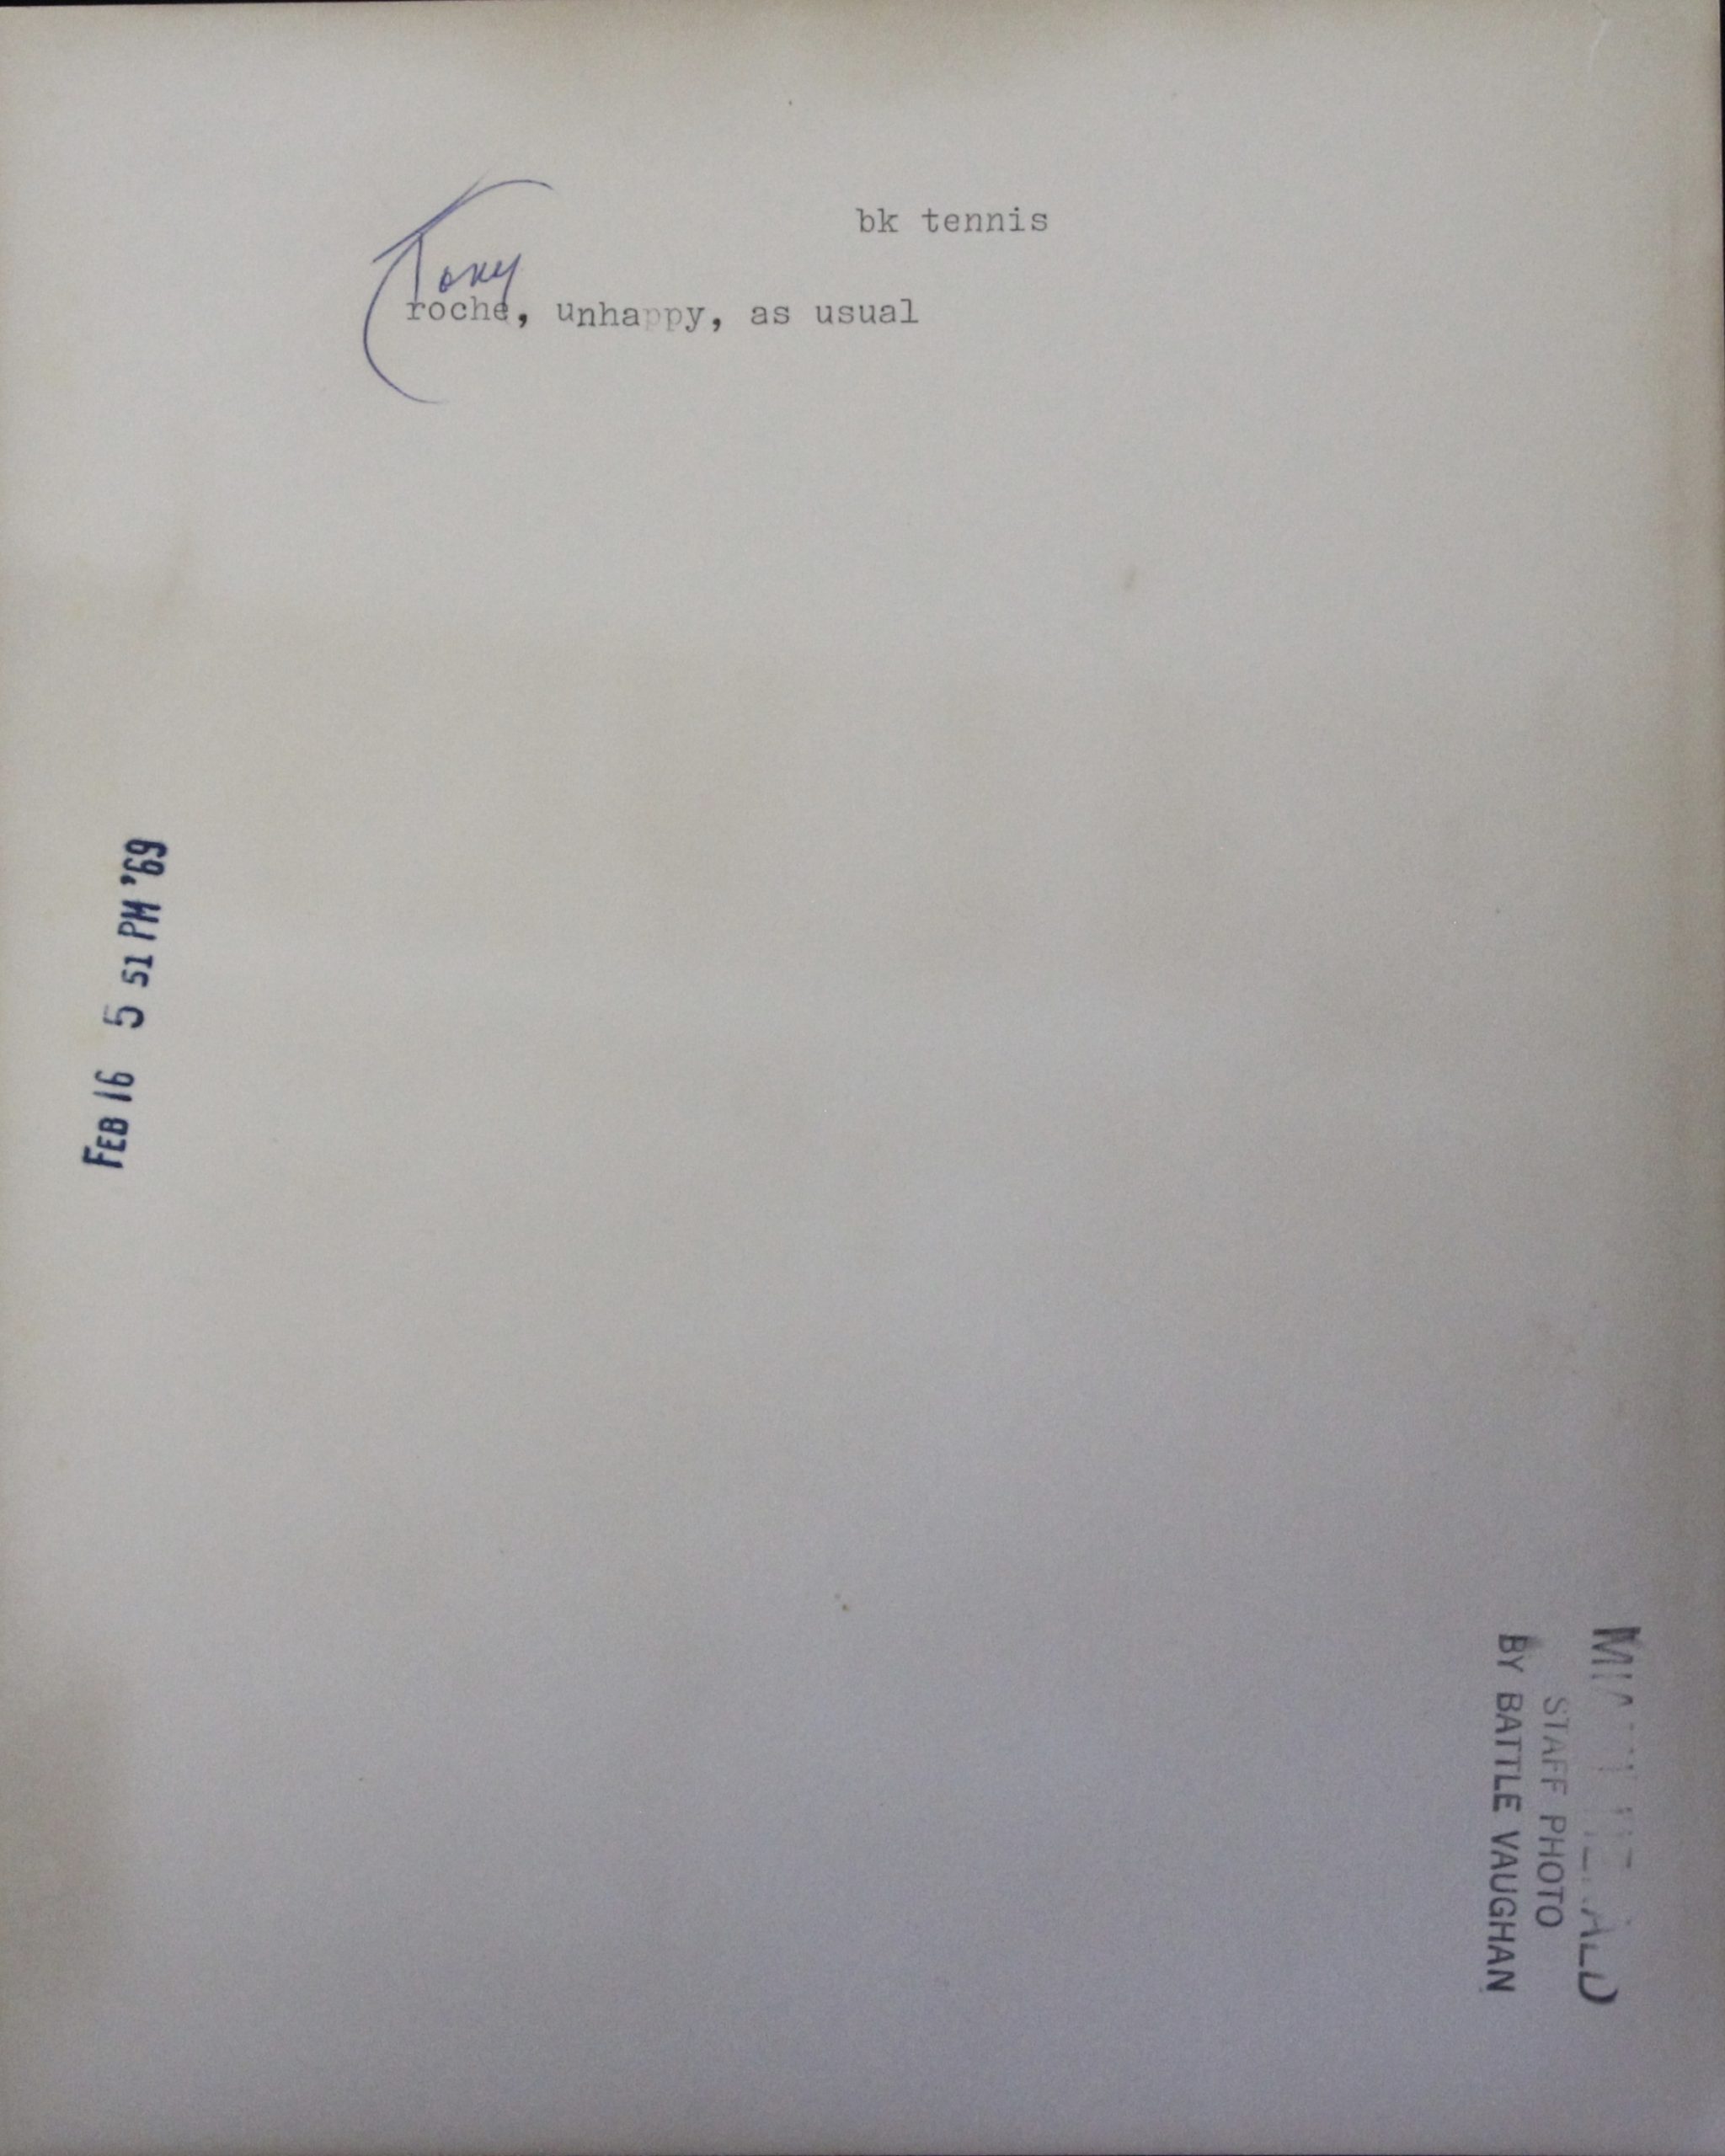 bk tennis
Tony
roche, unhappy, as usual
FEB 16 5 51 PM '69
STAFF PHOTO
BY BATTLE VAUGHAN